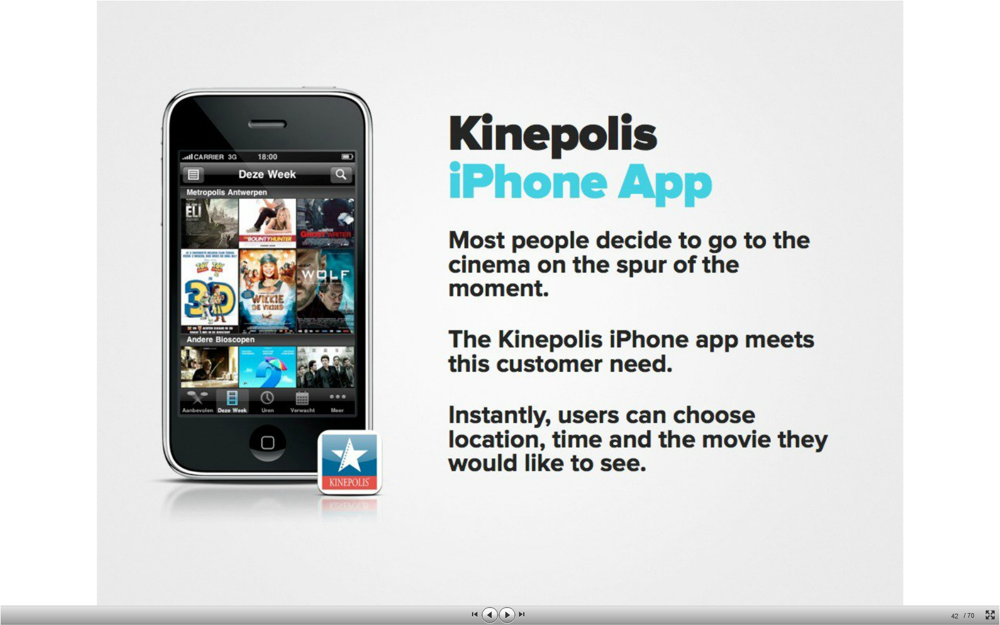 CARRIER 3G 18:00
Deze Week
Metropolis Antwerpen
ELI
BOUNTY HUNTER
GHOST WRITER
TOY TOY
3D
WOLF
WICKIE
DE VIKING
Andere Bioscopen
2
Aanbevolen Deze Week Uren Verwacht Meer
KINEPOLIS
Kinepolis
iPhone App
Most people decide to go to the
cinema on the spur of the
moment.
The Kinepolis iPhone app meets
this customer need.
Instantly, users can choose
location, time and the movie they
would like to see.
42 / 70